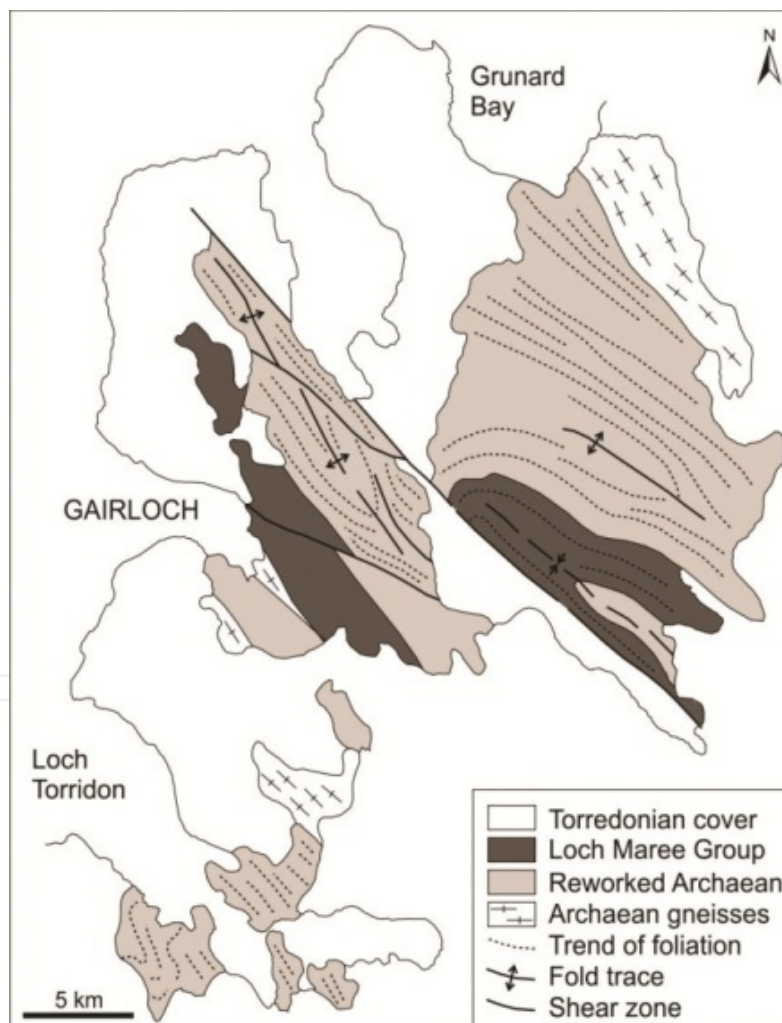 N
Grunard
Bay
GAIRLOCH
Loch
Torridon
Torredonian cover
Loch Maree Group
Reworked Archaean
Archaean gneisses
Trend of foliation
Fold trace
Shear zone
5 km